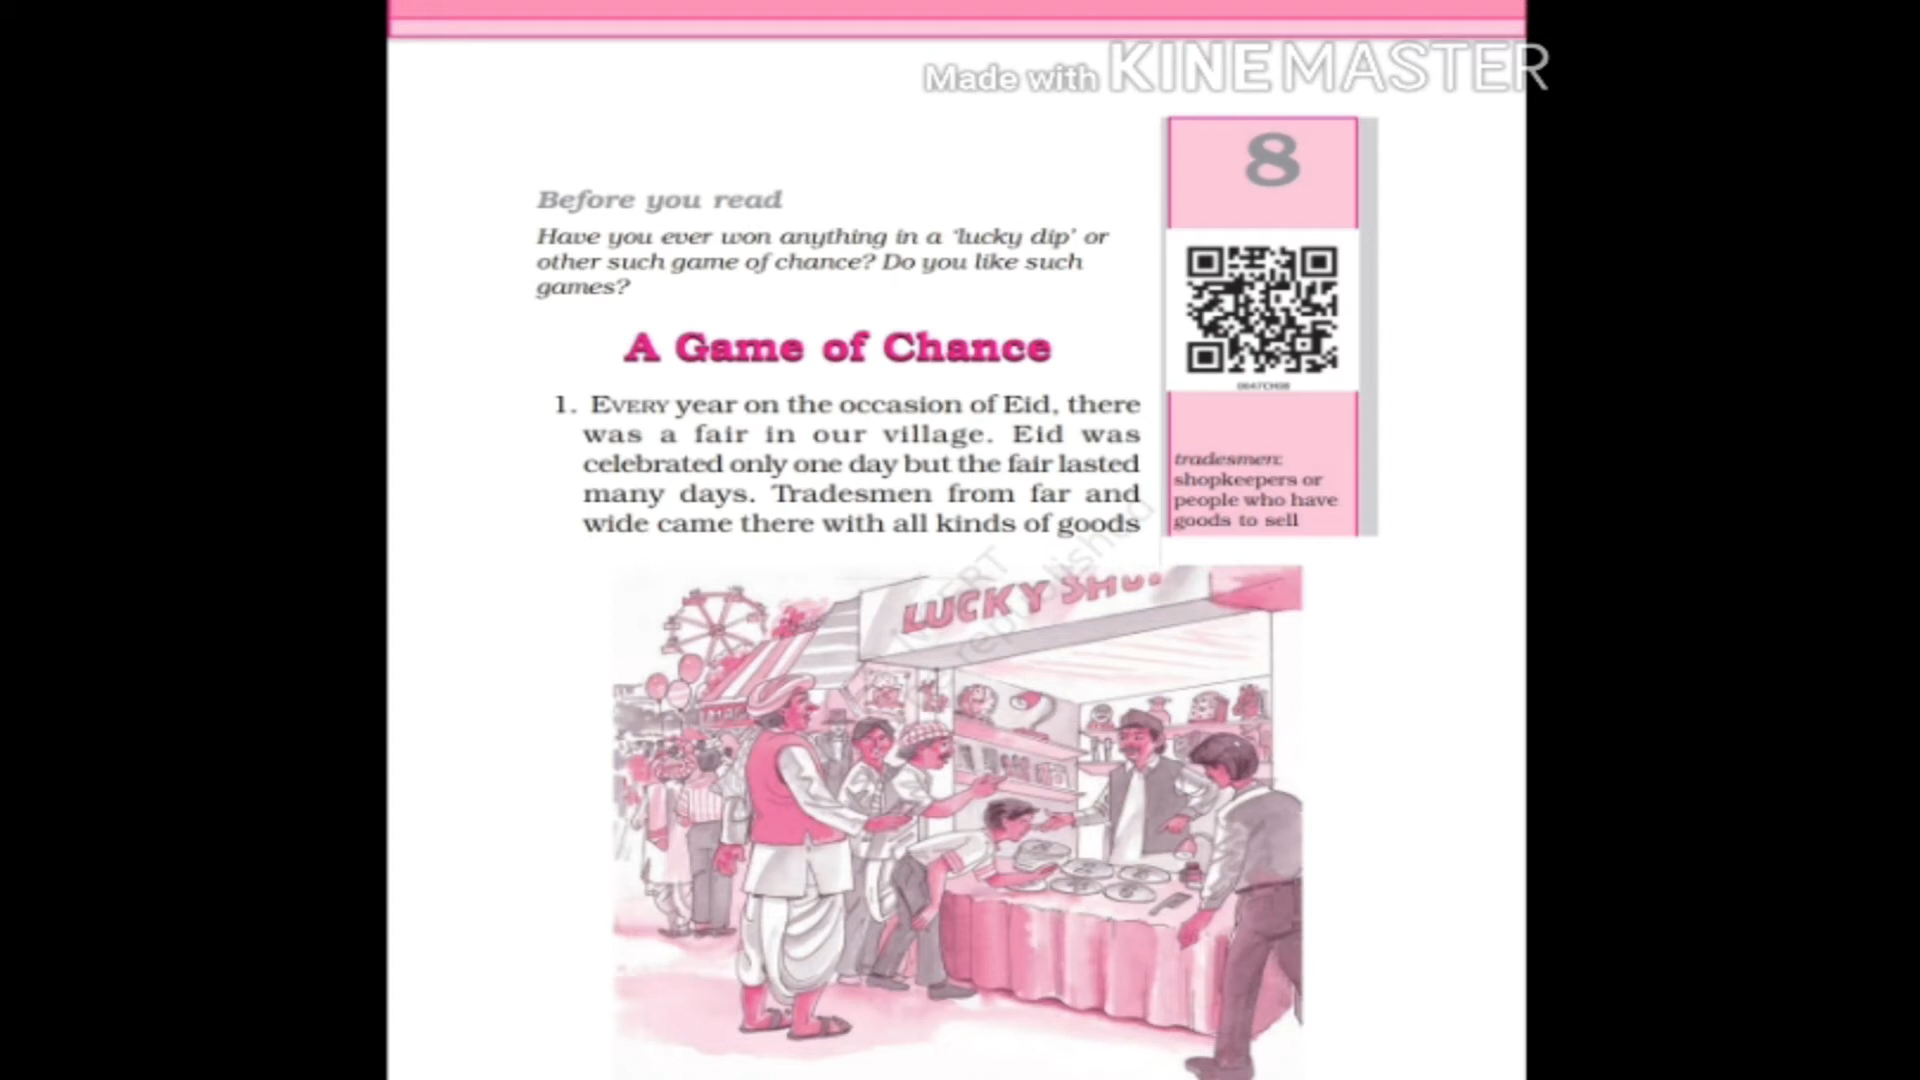 Made with KINEMASTER
8
Before you read
Have you ever won anything in a ‘lucky dip’ or
other such game of chance? Do you like such
games?
A Game of Chance
1. EVERY year on the occasion of Eid, there
was a fair in our village. Eid was
celebrated only one day but the fair lasted
many days. Tradesmen from far and
wide came there with all kinds of goods
tradesmen:
shopkeepers or
people who have
goods to sell
LUCKY SHOP